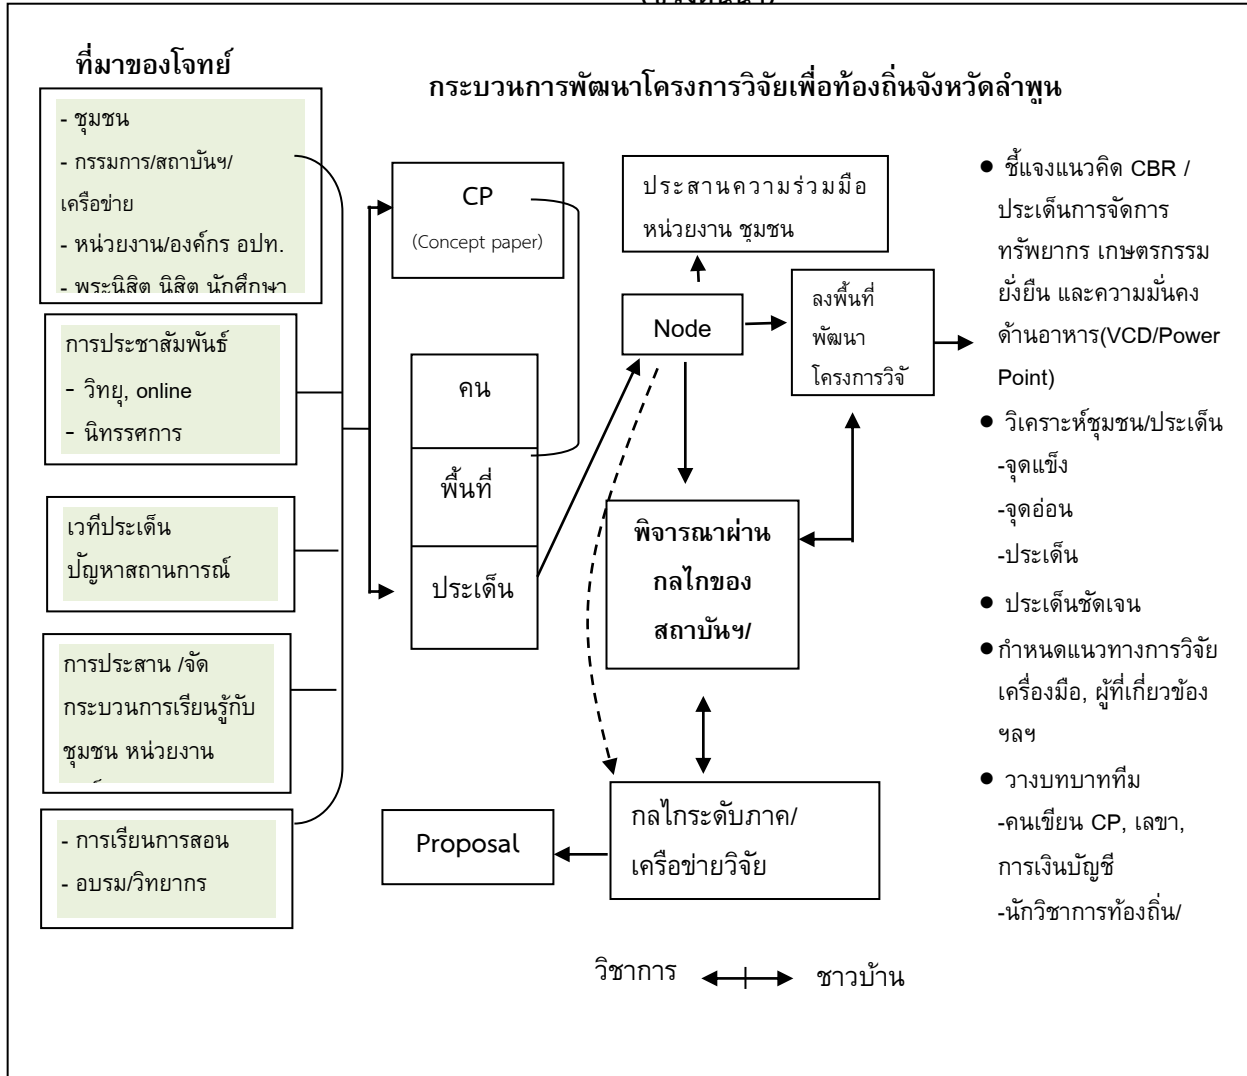 ที่มาของโจทย์
กระบวนการพัฒนาโครงการวิจัยเพื่อท้องถิ่นจังหวัดลำพูน
- ชุมชน
- กรรมการ/สถาบันฯ/
เครือข่าย
- หน่วยงาน/องค์กร อปท.
- พระนิสิต นิสิต นักศึกษา
การประชาสัมพันธ์
- วิทยุ, online
- นิทรรศการ
เวทีประเด็น
ปัญหาสถานการณ์
การประสาน /จัด
กระบวนการเรียนรู้กับ
ชุมชน หน่วยงาน
- การเรียนการสอน
- อบรม/วิทยากร
CP
(Concept paper)
คน
พื้นที่
ประเด็น
ประสานความร่วมมือ
หน่วยงาน ชุมชน
Node
ลงพื้นที่
พัฒนา
โครงการวิจั
พิจารณาผ่าน
กลไกของ
สถาบันฯ/
กลไกระดับภาค/
เครือข่ายวิจัย
Proposal
วิชาการ ชาวบ้าน
● ชี้แจงแนวคิด CBR /
ประเด็นการจัดการ
ทรัพยากร เกษตรกรรม
ยั่งยืน และความมั่นคง
ด้านอาหาร(VCD/Power
Point)
● วิเคราะห์ชุมชน/ประเด็น
-จุดแข็ง
-จุดอ่อน
-ประเด็น
● ประเด็นชัดเจน
● กำหนดแนวทางการวิจัย
เครื่องมือ, ผู้ที่เกี่ยวข้อง
ฯลฯ
● วางบทบาททีม
-คนเขียน CP, เลขา,
การเงินบัญชี
-นักวิชาการท้องถิ่น/